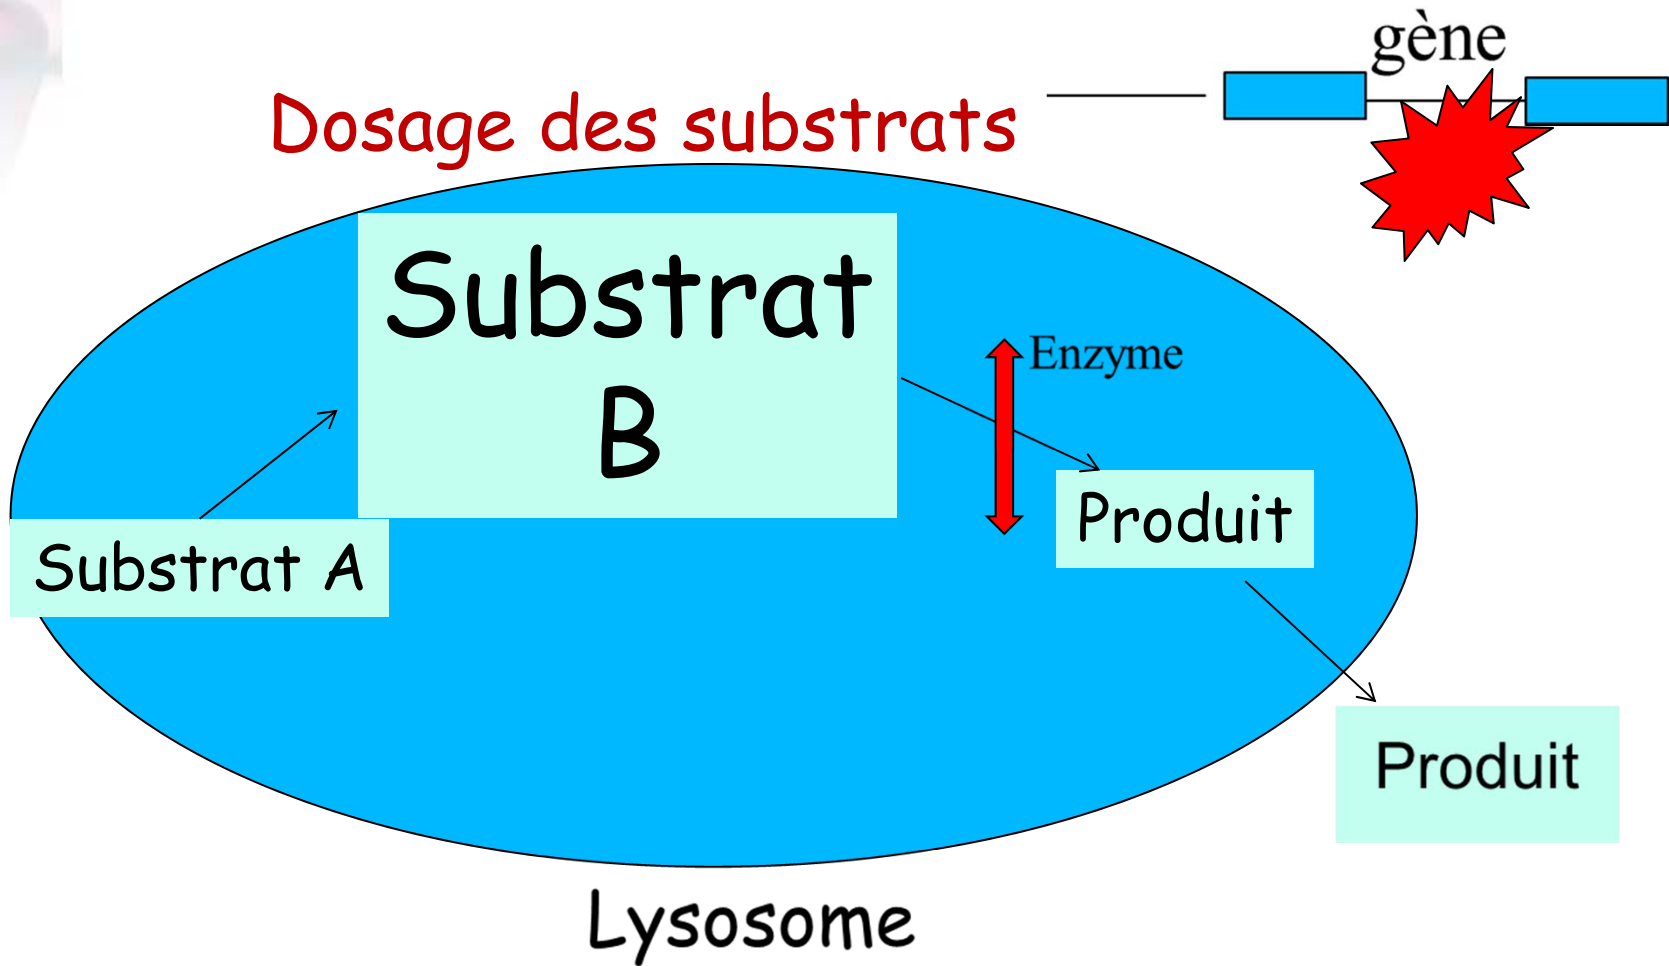 gène
Dosage des substrats
Substrat
B
Enzyme
Produit
Substrat A
Produit
Lysosome